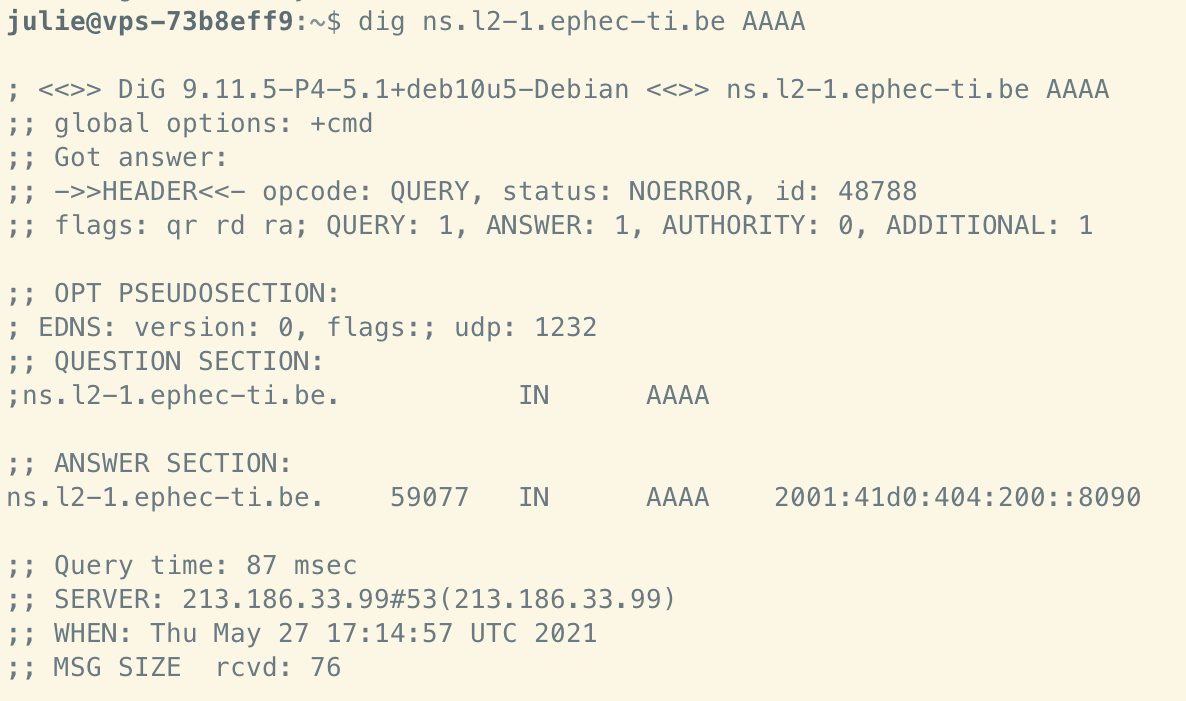 julie@vps-73b8eff9:~$ dig ns.l2-1.ephec-ti.be AAAA
; <<>> DiG 9.11.5-P4-5.1+deb10u5-Debian <<>> ns.l2-1.ephec-ti.be AAAA
;; global options: +cmd
;; Got answer:
;; ->>HEADER<<- opcode: QUERY, status: NOERROR, id: 48788
;; flags: qr rd ra; QUERY: 1, ANSWER: 1, AUTHORITY: 0, ADDITIONAL: 1
;; OPT PSEUDOSECTION:
; EDNS: version: 0, flags:; udp: 1232
;; QUESTION SECTION:
;ns.l2-1.ephec-ti.be. IN AAAA
;; ANSWER SECTION:
ns.l2-1.ephec-ti.be. 59077 IN AAAA 2001:41d0:404:200::8090
;; Query time: 87 msec
;; SERVER: 213.186.33.99#53(213.186.33.99)
;; WHEN: Thu May 27 17:14:57 UTC 2021
;; MSG SIZE rcvd: 76